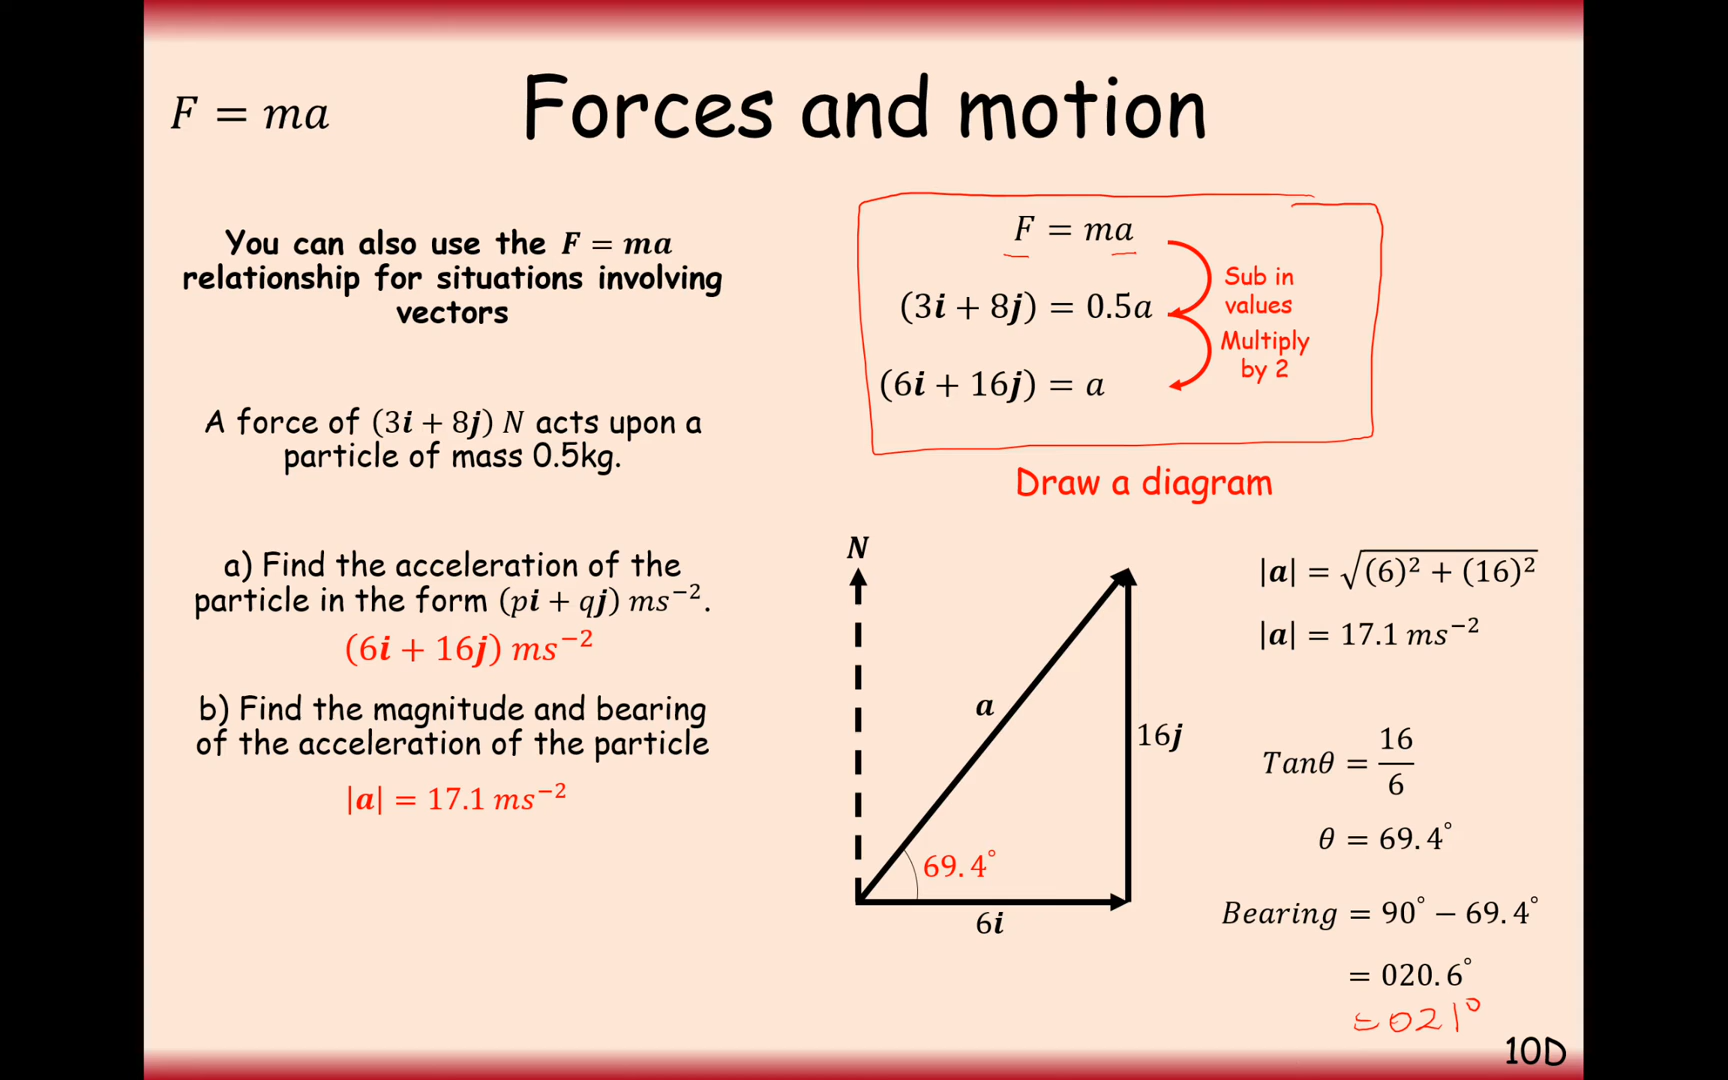 F = ma
Forces and motion
You can also use the F = ma
relationship for situations involving
vectors
A force of (3i + 8j) N acts upon a
particle of mass 0.5kg.
a) Find the acceleration of the
particle in the form (pi + qj) ms⁻².
(6i + 16j) ms⁻²
b) Find the magnitude and bearing
of the acceleration of the particle
|a| = 17.1 ms⁻²
F = ma
(3i + 8j) = 0.5a
(6i + 16j) = a
Sub in
values
Multiply
by 2
Draw a diagram
N
a
16j
69.4°
6i
|a| = √(6)² + (16)²
|a| = 17.1 ms⁻²
Tanθ = 16/6
θ = 69.4°
Bearing = 90° − 69.4°
= 020.6°
= 021°
10D